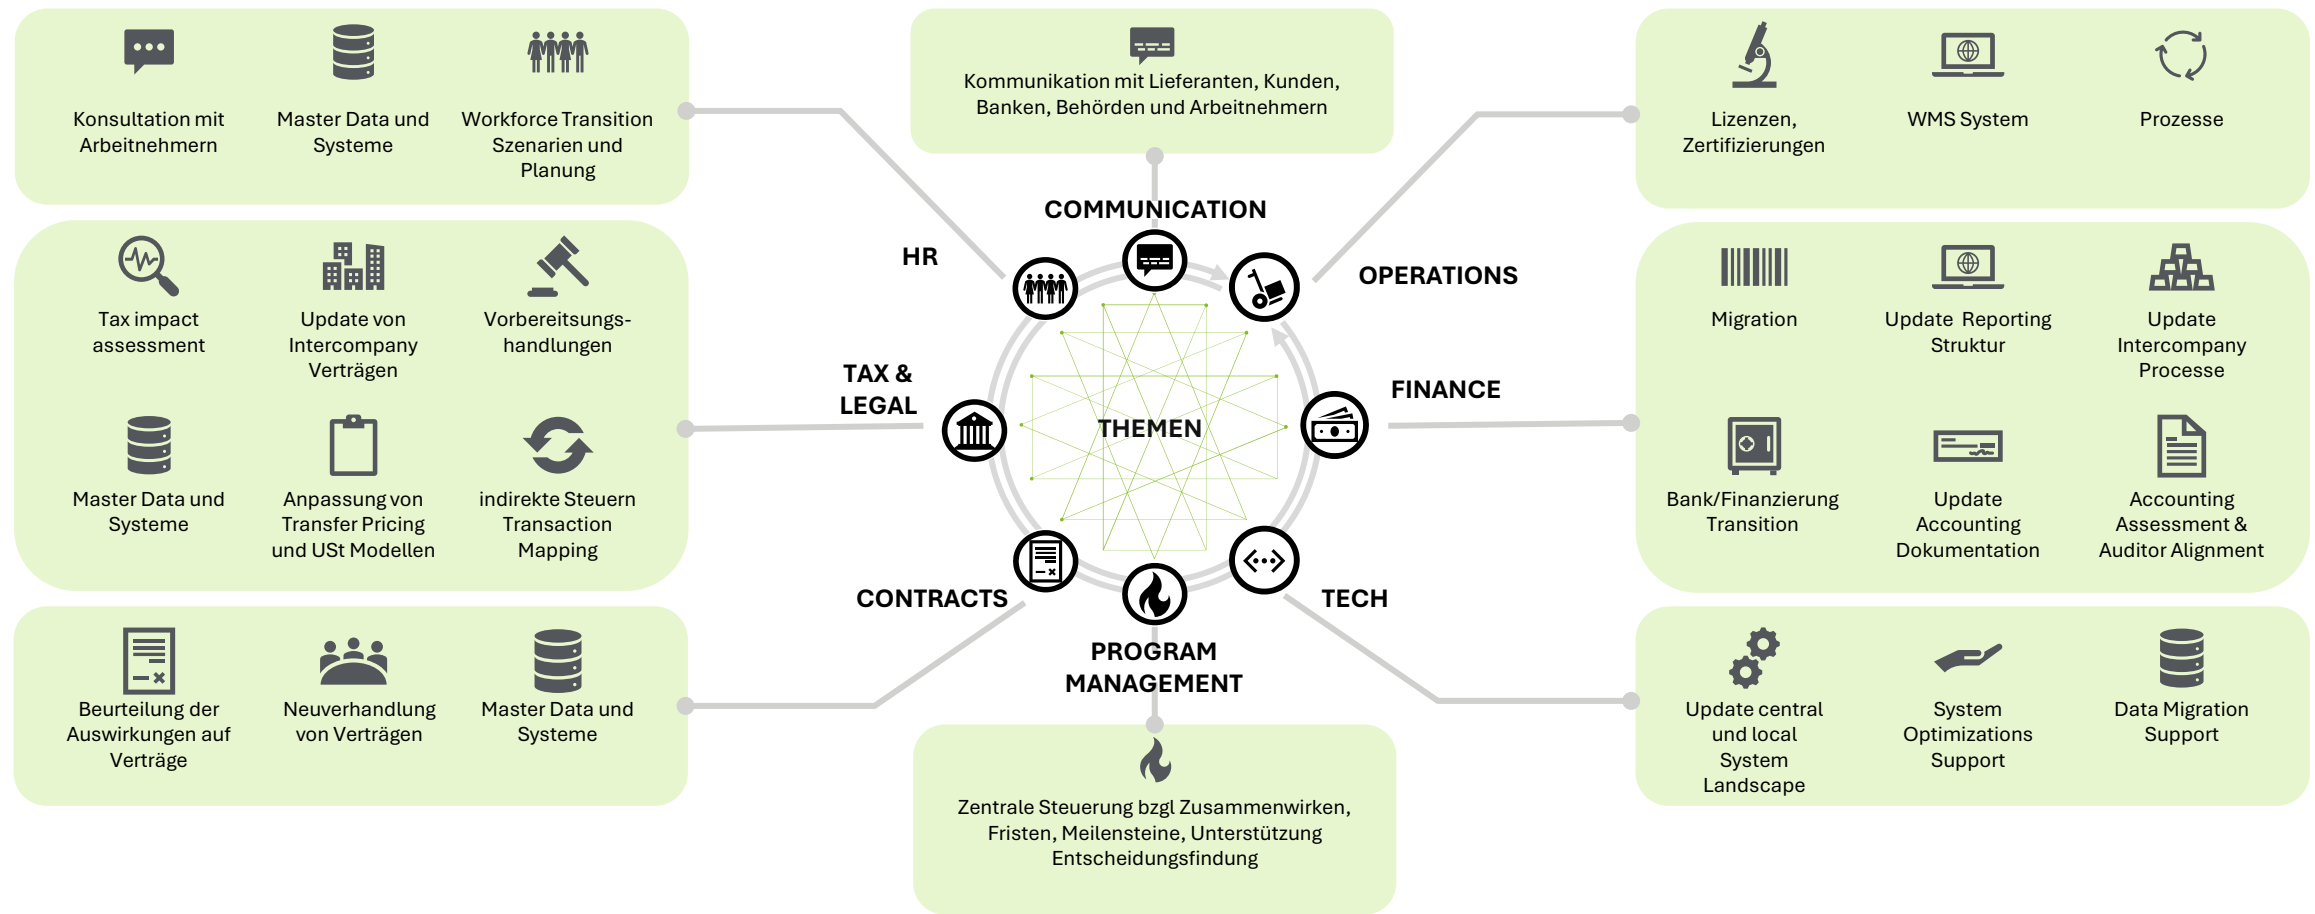 Konsultation mit
Arbeitnehmern
Master Data und
Systeme
Workforce Transition
Szenarien und
Planung
Kommunikation mit Lieferanten, Kunden,
Banken, Behörden und Arbeitnehmern
Lizenzen,
Zertifizierungen
WMS System
Prozesse
COMMUNICATION
HR
OPERATIONS
Tax impact
assessment
Update von
Intercompany
Verträgen
Vorbereitsungs-
handlungen
Master Data und
Systeme
Anpassung von
Transfer Pricing
und USt Modellen
indirekte Steuern
Transaction
Mapping
TAX &
LEGAL
THEMEN
FINANCE
Migration
Update  Reporting
Struktur
Update
Intercompany
Processe
Bank/Finanzierung
Transition
Update
Accounting
Dokumentation
Accounting
Assessment &
Auditor Alignment
CONTRACTS
TECH
PROGRAM
MANAGEMENT
Beurteilung der
Auswirkungen auf
Verträge
Neuverhandlung
von Verträgen
Master Data und
Systeme
Zentrale Steuerung bzgl Zusammenwirken,
Fristen, Meilensteine, Unterstützung
Entscheidungsfindung
Update central
und local
System
Landscape
System
Optimizations
Support
Data Migration
Support